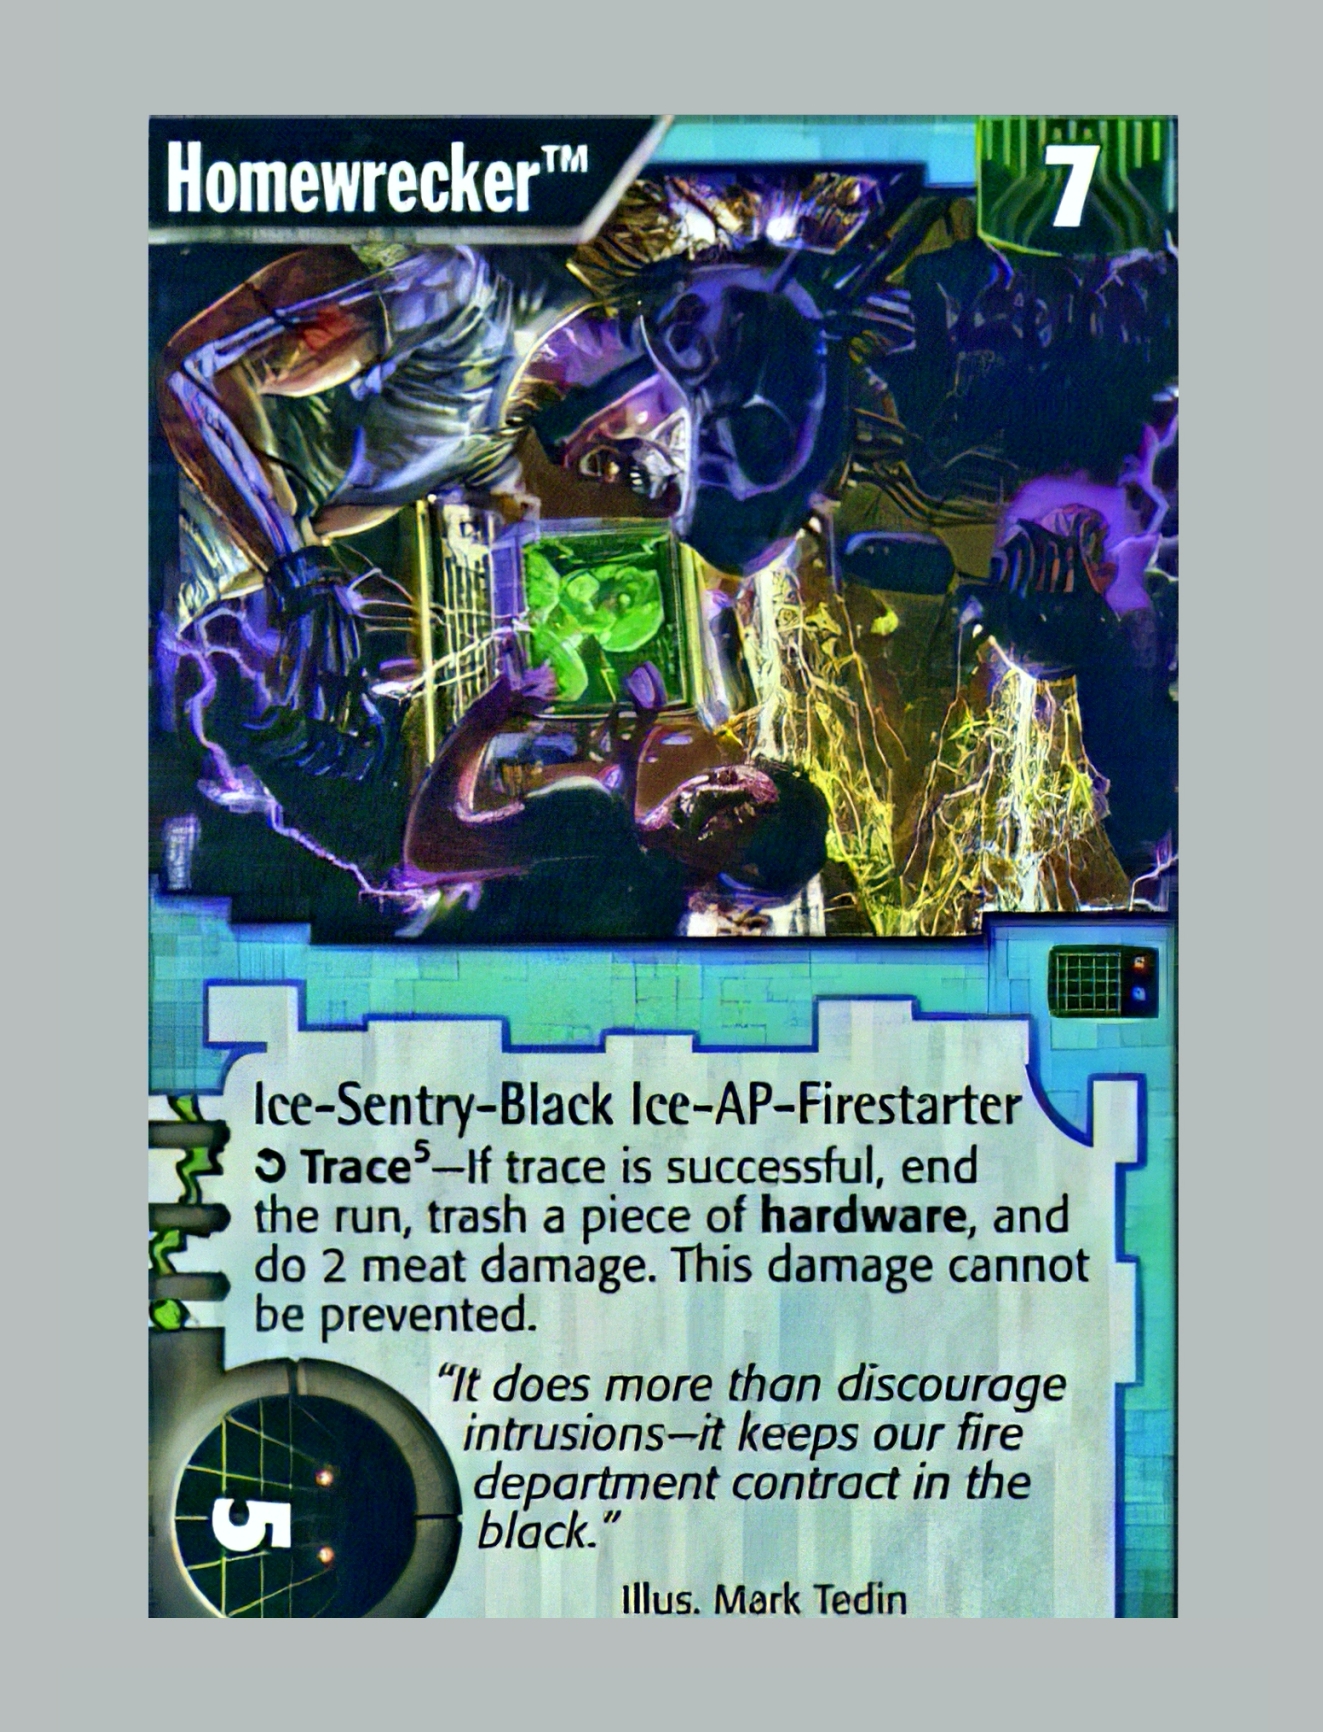 Homewrecker™
7
Ice-Sentry-Black Ice-AP-Firestarter
Trace⁵—If trace is successful, end
the run, trash a piece of hardware, and
do 2 meat damage. This damage cannot
be prevented.
“It does more than discourage
intrusions—it keeps our fire
department contract in the
black.”
5
Illus. Mark Tedin